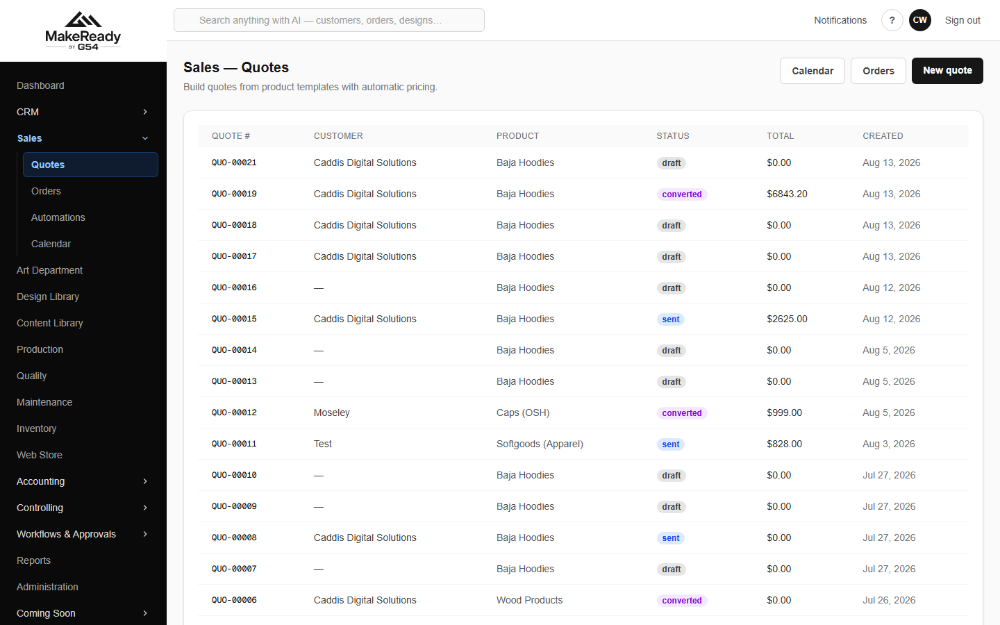 MakeReady
BY G54
Search anything with AI — customers, orders, designs...
Notifications
?
CW
Sign out
Dashboard
CRM
Sales
Quotes
Orders
Automations
Calendar
Art Department
Design Library
Content Library
Production
Quality
Maintenance
Inventory
Web Store
Accounting
Controlling
Workflows & Approvals
Reports
Administration
Coming Soon
Sales — Quotes
Build quotes from product templates with automatic pricing.
Calendar
Orders
New quote
QUOTE # CUSTOMER PRODUCT STATUS TOTAL CREATED
QUO-00021 Caddis Digital Solutions Baja Hoodies draft $0.00 Aug 13, 2026
QUO-00019 Caddis Digital Solutions Baja Hoodies converted $6843.20 Aug 13, 2026
QUO-00018 Caddis Digital Solutions Baja Hoodies draft $0.00 Aug 13, 2026
QUO-00017 Caddis Digital Solutions Baja Hoodies draft $0.00 Aug 13, 2026
QUO-00016 — Baja Hoodies draft $0.00 Aug 12, 2026
QUO-00015 Caddis Digital Solutions Baja Hoodies sent $2625.00 Aug 12, 2026
QUO-00014 — Baja Hoodies draft $0.00 Aug 5, 2026
QUO-00013 — Baja Hoodies draft $0.00 Aug 5, 2026
QUO-00012 Moseley Caps (OSH) converted $999.00 Aug 5, 2026
QUO-00011 Test Softgoods (Apparel) sent $828.00 Aug 3, 2026
QUO-00010 — Baja Hoodies draft $0.00 Jul 27, 2026
QUO-00009 — Baja Hoodies draft $0.00 Jul 27, 2026
QUO-00008 Caddis Digital Solutions Baja Hoodies sent $0.00 Jul 27, 2026
QUO-00007 — Baja Hoodies draft $0.00 Jul 27, 2026
QUO-00006 Caddis Digital Solutions Wood Products converted $0.00 Jul 26, 2026